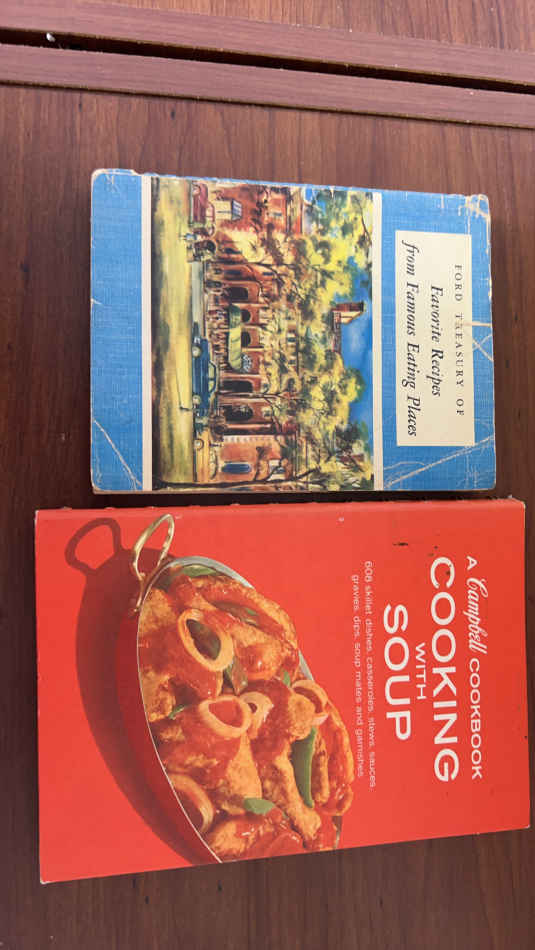 FORD TREASURY OF
Favorite Recipes
from Famous Eating Places
A Campbell COOKBOOK
COOKING
WITH
SOUP
608 skillet dishes, casseroles, stews, sauces,
gravies, dips, soup mates and garnishes